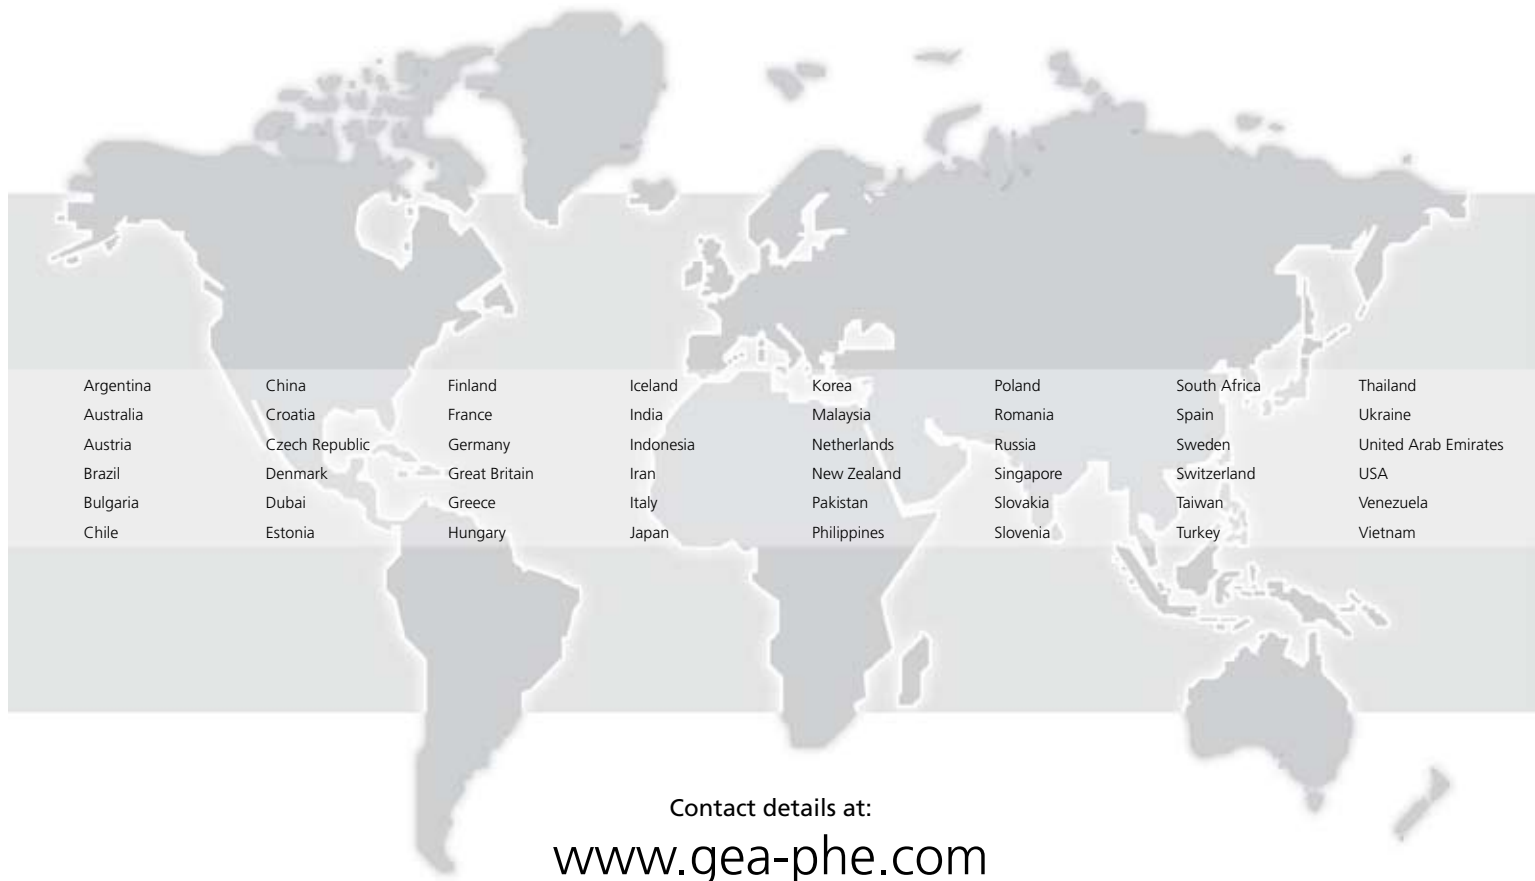 Argentina China Finland Iceland Korea Poland South Africa Thailand
Australia Croatia France India Malaysia Romania Spain Ukraine
Austria Czech Republic Germany Indonesia Netherlands Russia Sweden United Arab Emirates
Brazil Denmark Great Britain Iran New Zealand Singapore Switzerland USA
Bulgaria Dubai Greece Italy Pakistan Slovakia Taiwan Venezuela
Chile Estonia Hungary Japan Philippines Slovenia Turkey Vietnam
Contact details at:
www.gea-phe.com